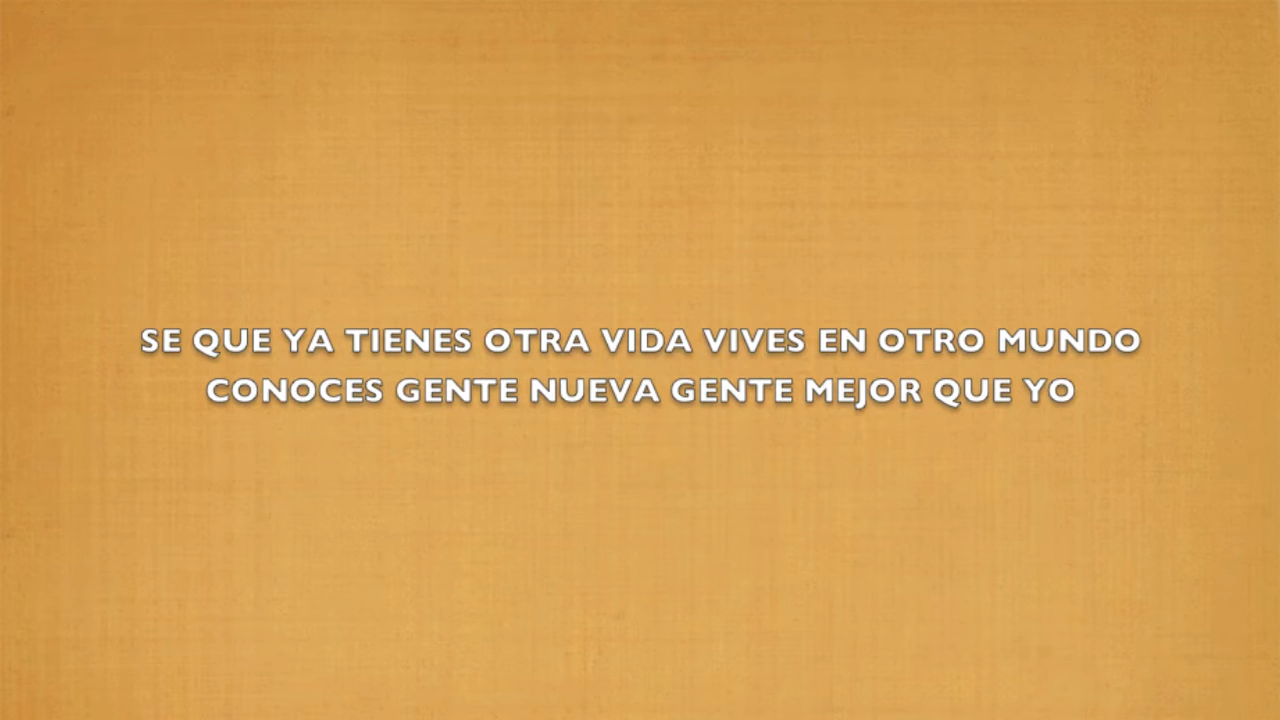 SE QUE YA TIENES OTRA VIDA VIVES EN OTRO MUNDO
CONOCES GENTE NUEVA GENTE MEJOR QUE YO